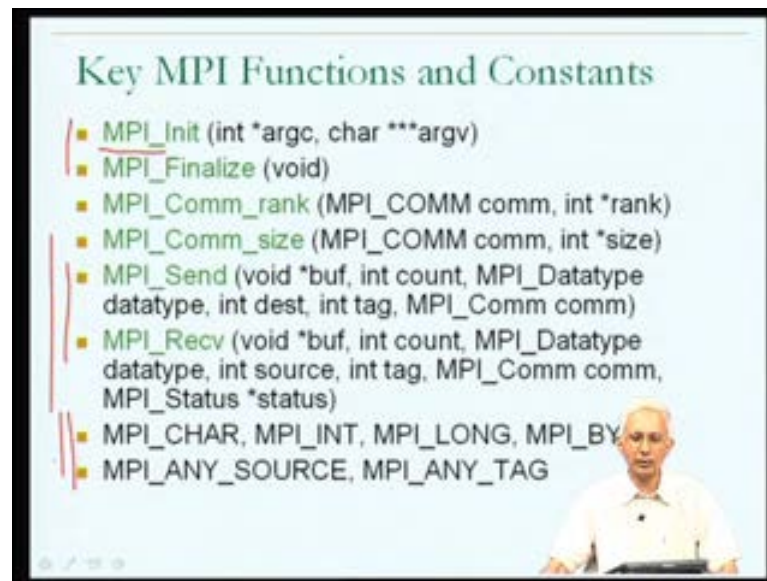 Key MPI Functions and Constants
MPI_Init (int *argc, char ***argv)
MPI_Finalize (void)
MPI_Comm_rank (MPI_COMM comm, int *rank)
MPI_Comm_size (MPI_COMM comm, int *size)
MPI_Send (void *buf, int count, MPI_Datatype
datatype, int dest, int tag, MPI_Comm comm)
MPI_Recv (void *buf, int count, MPI_Datatype
datatype, int source, int tag, MPI_Comm comm,
MPI_Status *status)
MPI_CHAR, MPI_INT, MPI_LONG, MPI_BY
MPI_ANY_SOURCE, MPI_ANY_TAG